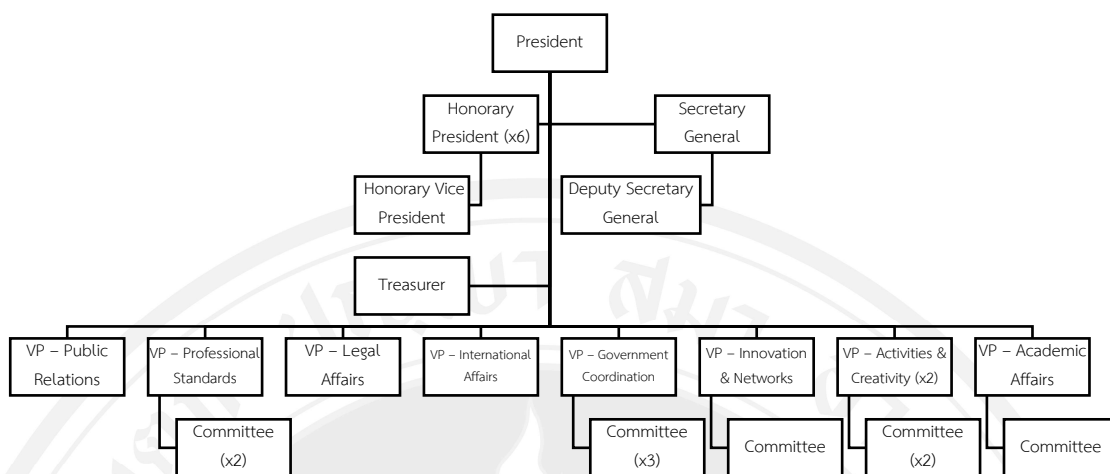 President
Honorary
President (x6)
Secretary
General
Honorary Vice
President
Deputy Secretary
General
Treasurer
VP – Public
Relations
VP – Professional
Standards
VP – Legal
Affairs
VP – International
Affairs
VP – Government
Coordination
VP – Innovation
& Networks
VP – Activities &
Creativity (x2)
VP – Academic
Affairs
Committee
(x2)
Committee
(x3)
Committee
Committee
(x2)
Committee